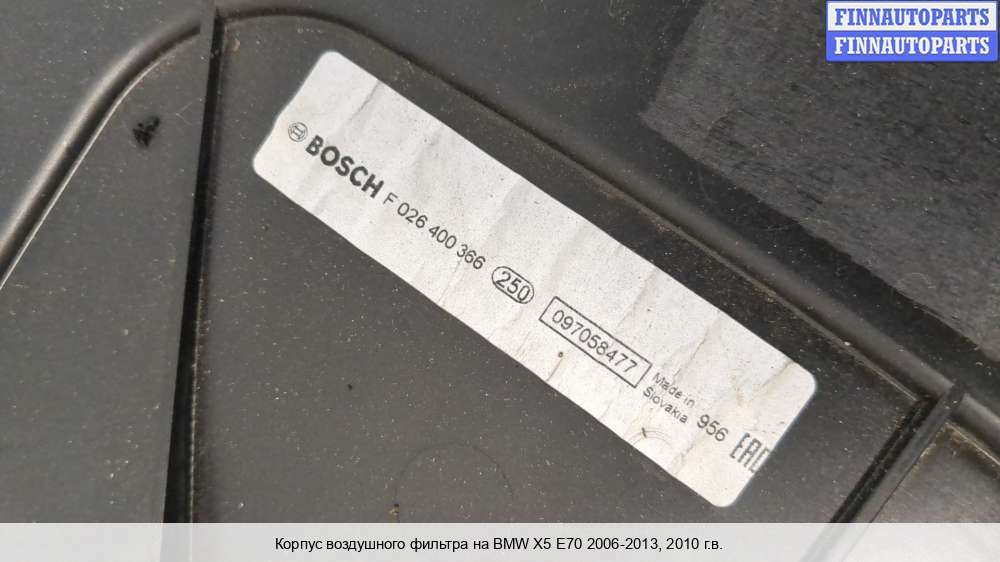 FINNAUTOPARTS
FINNAUTOPARTS
BOSCH F 026 400 366 250 097058477
Made in
Slovakia
956 EAC
Корпус воздушного фильтра на BMW X5 E70 2006-2013, 2010 г.в.